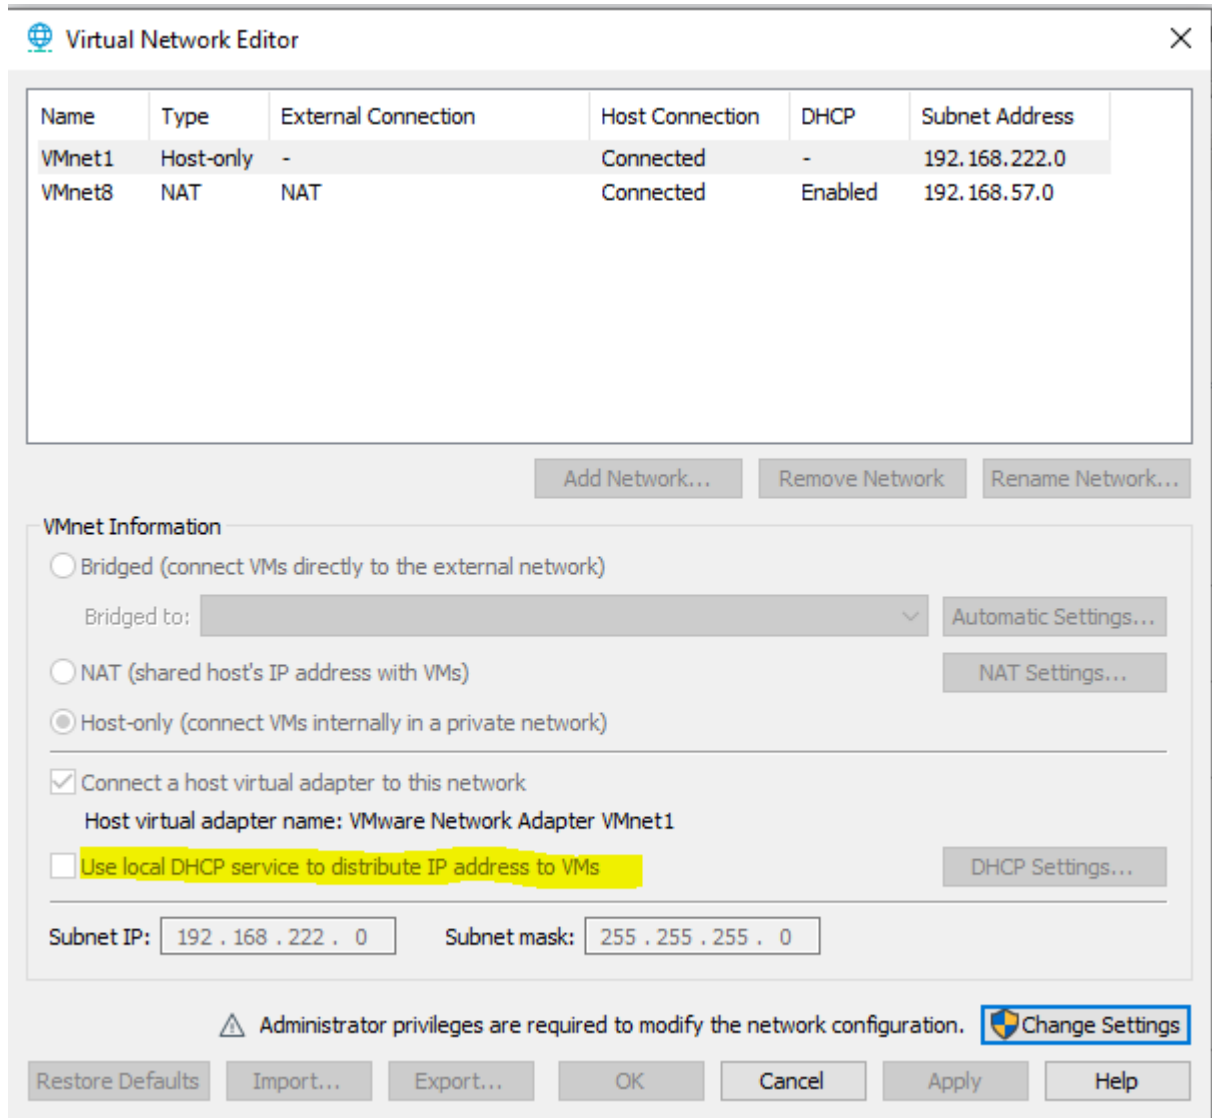 Virtual Network Editor
Name Type External Connection Host Connection DHCP Subnet Address
VMnet1 Host-only - Connected - 192.168.222.0
VMnet8 NAT NAT Connected Enabled 192.168.57.0
Add Network... Remove Network Rename Network...
VMnet Information
Bridged (connect VMs directly to the external network)
Bridged to: Automatic Settings...
NAT (shared host's IP address with VMs) NAT Settings...
Host-only (connect VMs internally in a private network)
Connect a host virtual adapter to this network
Host virtual adapter name: VMware Network Adapter VMnet1
Use local DHCP service to distribute IP address to VMs DHCP Settings...
Subnet IP: 192 . 168 . 222 . 0 Subnet mask: 255 . 255 . 255 . 0
Administrator privileges are required to modify the network configuration. Change Settings
Restore Defaults Import... Export... OK Cancel Apply Help